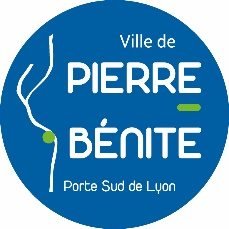 Ville de
PIERRE
-
BÉNITE
Porte Sud de Lyon